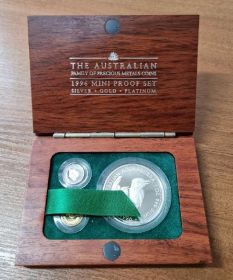 THE AUSTRALIAN
FAMILY OF PRECIOUS METALS COINS
1996 MINI PROOF SET
SILVER • GOLD • PLATINUM